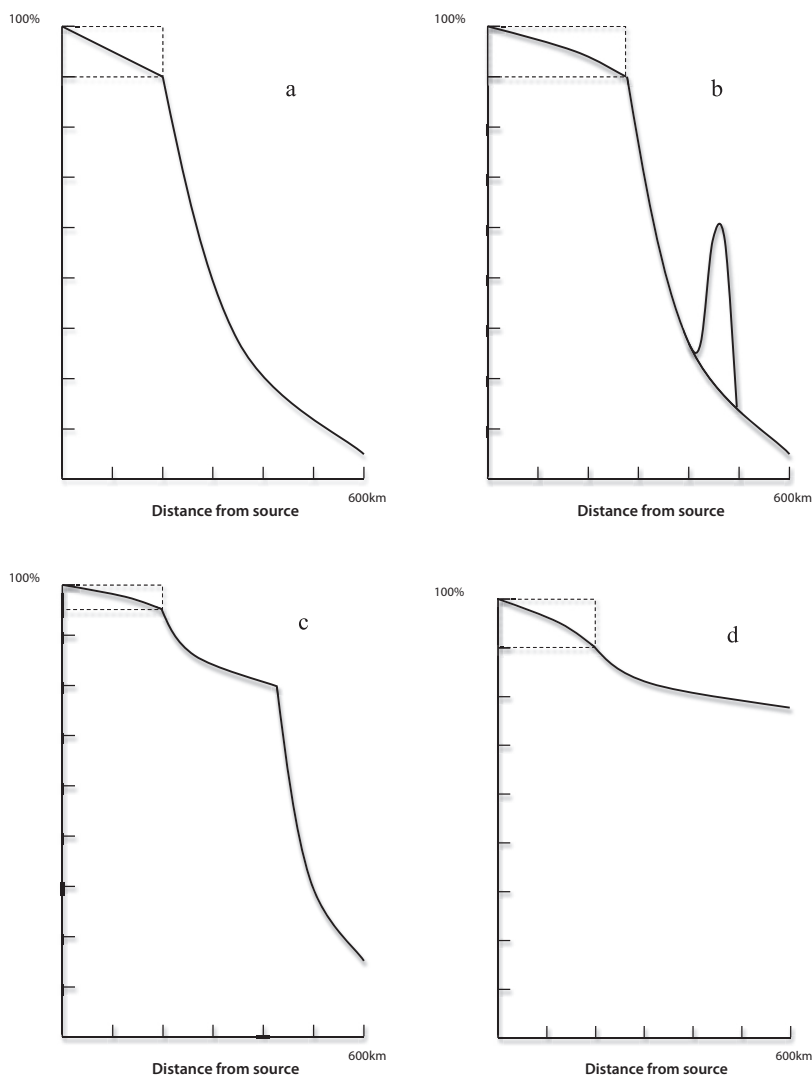 100%
a
600km
Distance from source
100%
b
600km
Distance from source
100%
c
600km
Distance from source
100%
d
600km
Distance from source